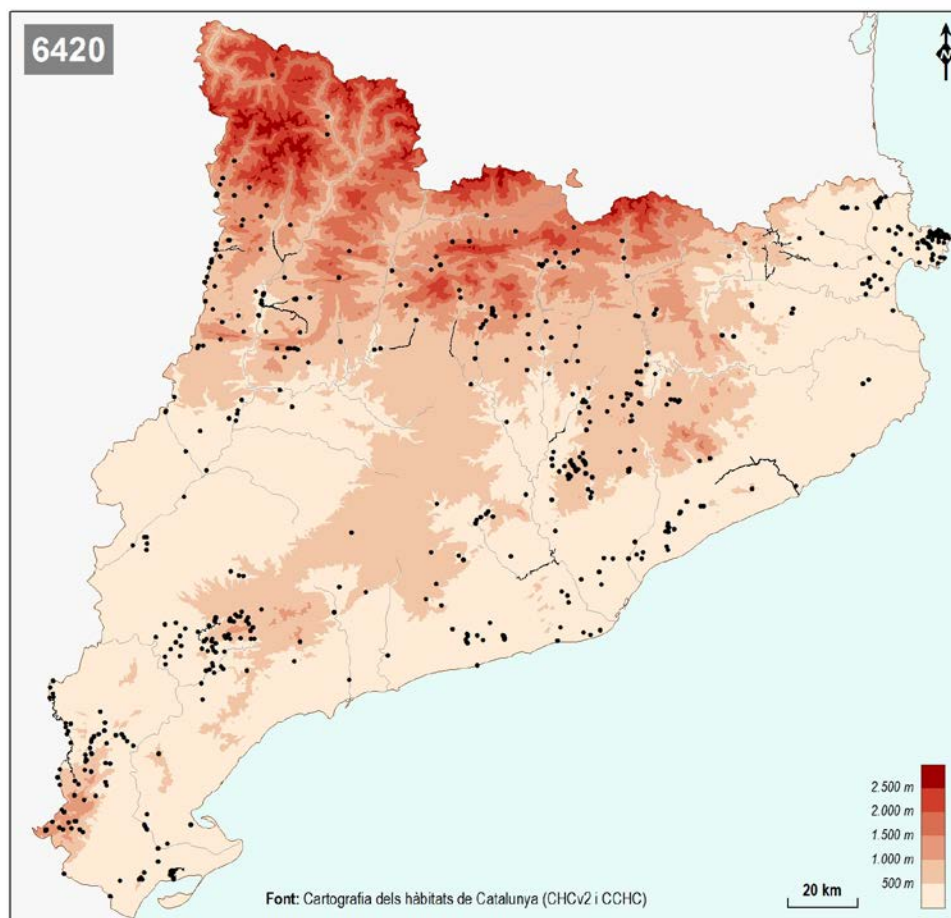 6420
N
2.500 m
2.000 m
1.500 m
1.000 m
500 m
Font: Cartografia dels hàbitats de Catalunya (CHCv2 i CCHC)
20 km